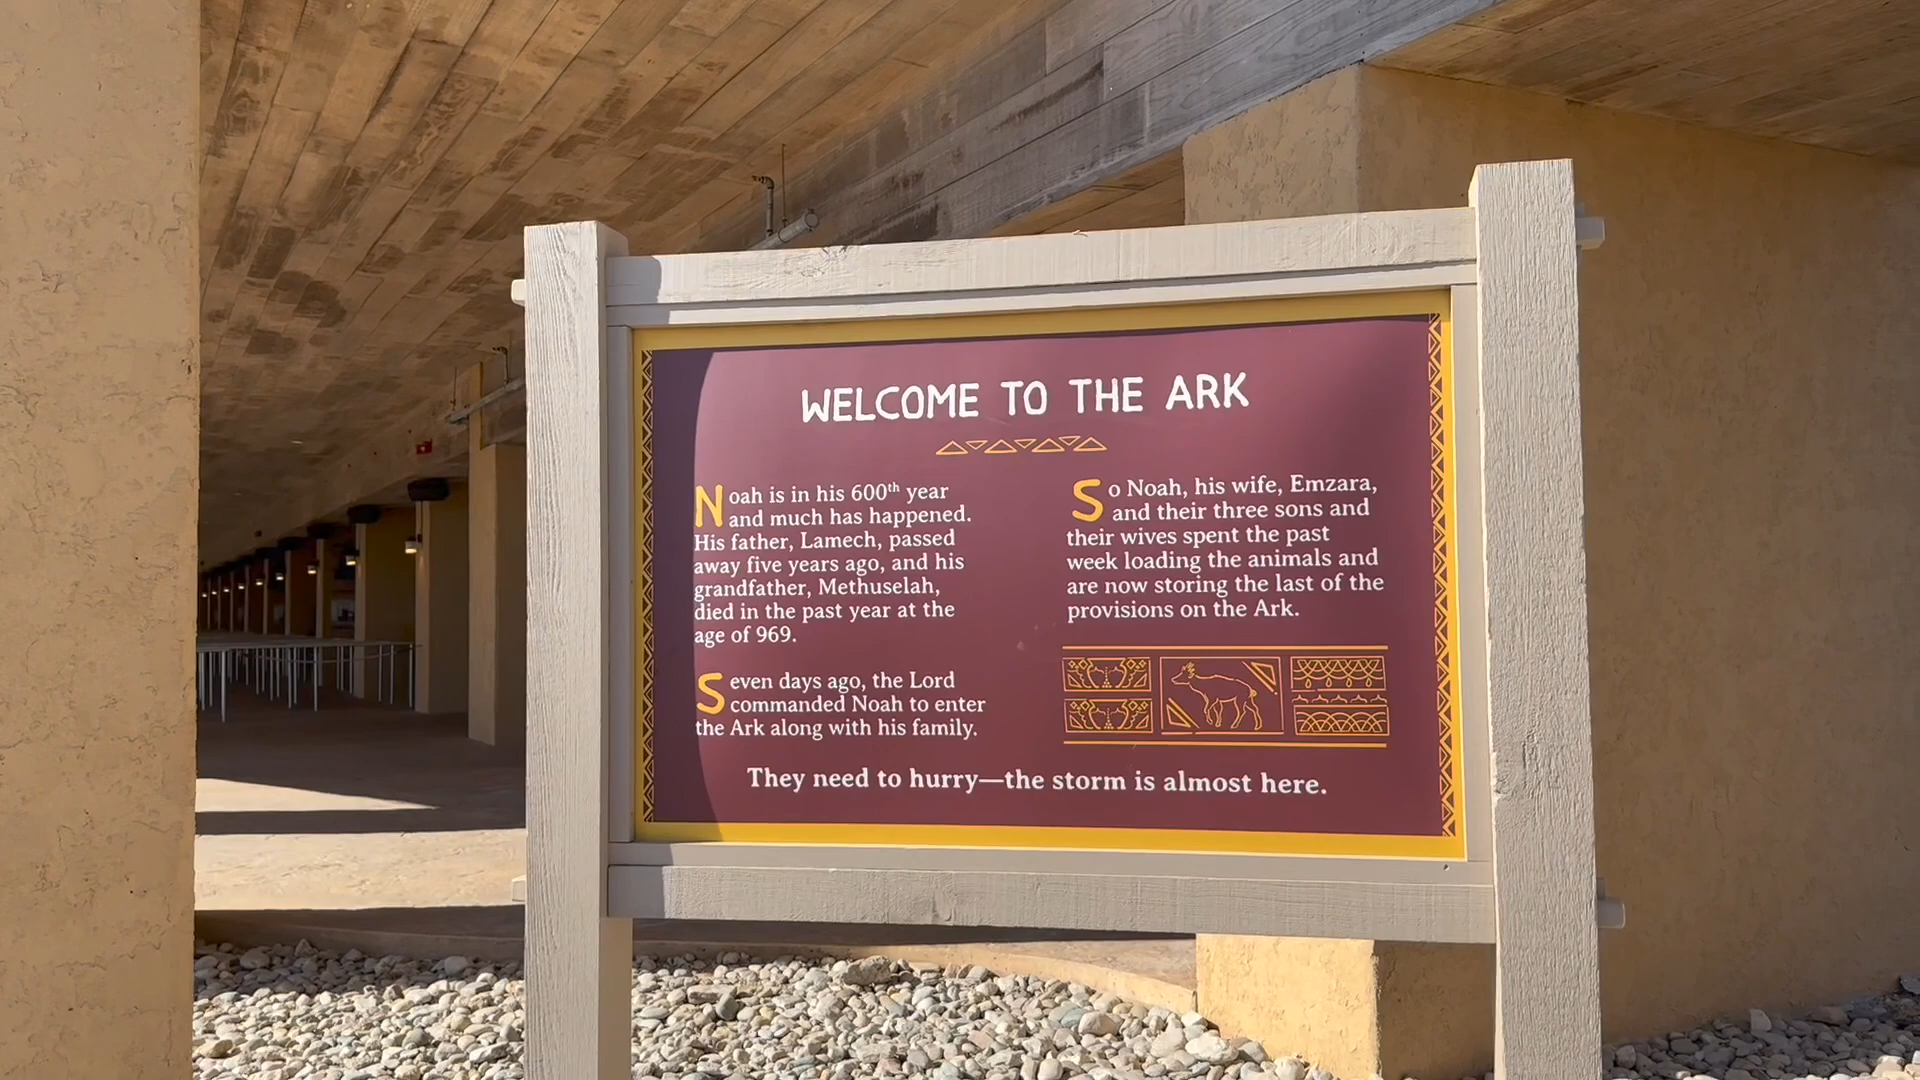 WELCOME TO THE ARK
Noah is in his 600th year
and much has happened.
His father, Lamech, passed
away five years ago, and his
grandfather, Methuselah,
died in the past year at the
age of 969.
Seven days ago, the Lord
commanded Noah to enter
the Ark along with his family.
So Noah, his wife, Emzara,
and their three sons and
their wives spent the past
week loading the animals and
are now storing the last of the
provisions on the Ark.
They need to hurry—the storm is almost here.